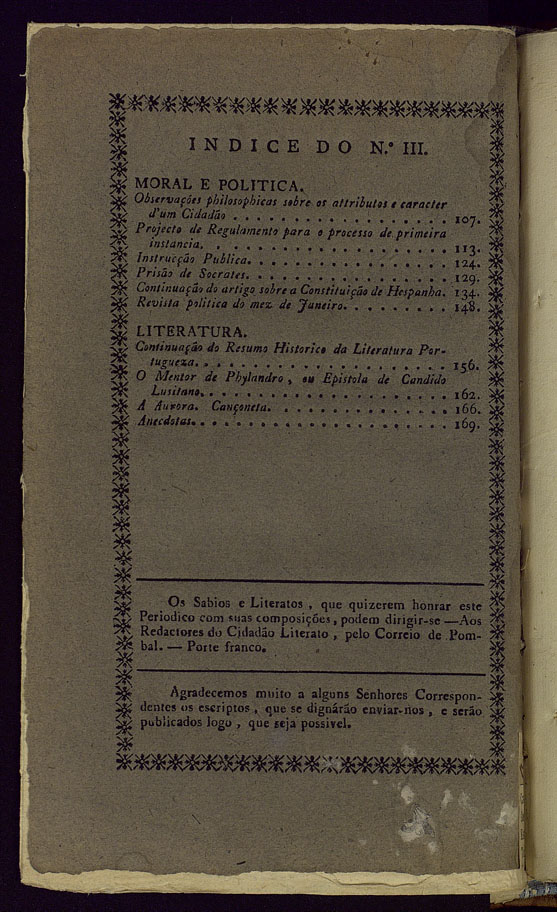 INDICE DO N.º III.
MORAL E POLITICA.
Observações philosophicas sobre os attributos e caracter
d'um Cidadão . . . . . . . . . . . . . . . . . 107.
Projecto de Regulamento para o processo de primeira
instancia. . . . . . . . . . . . . . . . . . . 113.
Instrucção Publica. . . . . . . . . . . . . . . . 124.
Prisão de Socrates. . . . . . . . . . . . . . . . 129.
Continuação do artigo sobre a Constituição de Hespanha. 134.
Revista politica do mez de Janeiro. . . . . . . . . 148.
LITERATURA.
Continuação do Resumo Historico da Literatura Por-
tugueza. . . . . . . . . . . . . . . . . . . . 156.
O Mentor de Phylandro, ou Epistola de Candido
Lusitano. . . . . . . . . . . . . . . . . . . . 162.
A Aurora. Cançoneta. . . . . . . . . . . . . . . 166.
Anecdotas. . . . . . . . . . . . . . . . . . . . 169.
Os Sabios e Literatos, que quizerem honrar este
Periodico com suas composições, podem dirigir-se —Aos
Redactores do Cidadão Literato, pelo Correio de Pom-
bal. — Porte franco.
Agradecemos muito a alguns Senhores Correspon-
dentes os escriptos, que se dignárão enviar-nos, e serão
publicados logo, que seja possivel.